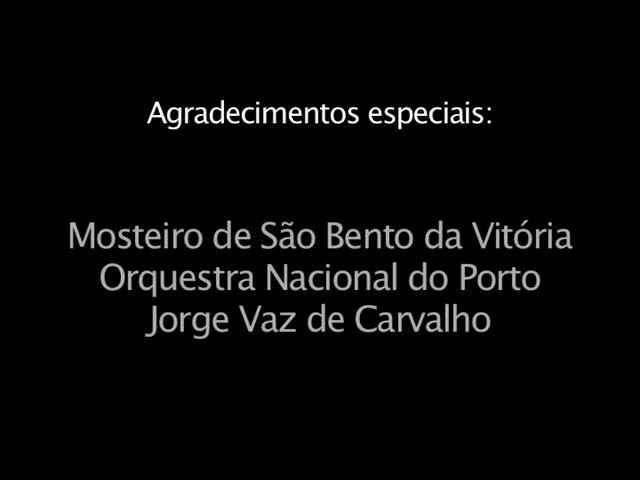 Agradecimentos especiais:
Mosteiro de São Bento da Vitória
Orquestra Nacional do Porto
Jorge Vaz de Carvalho